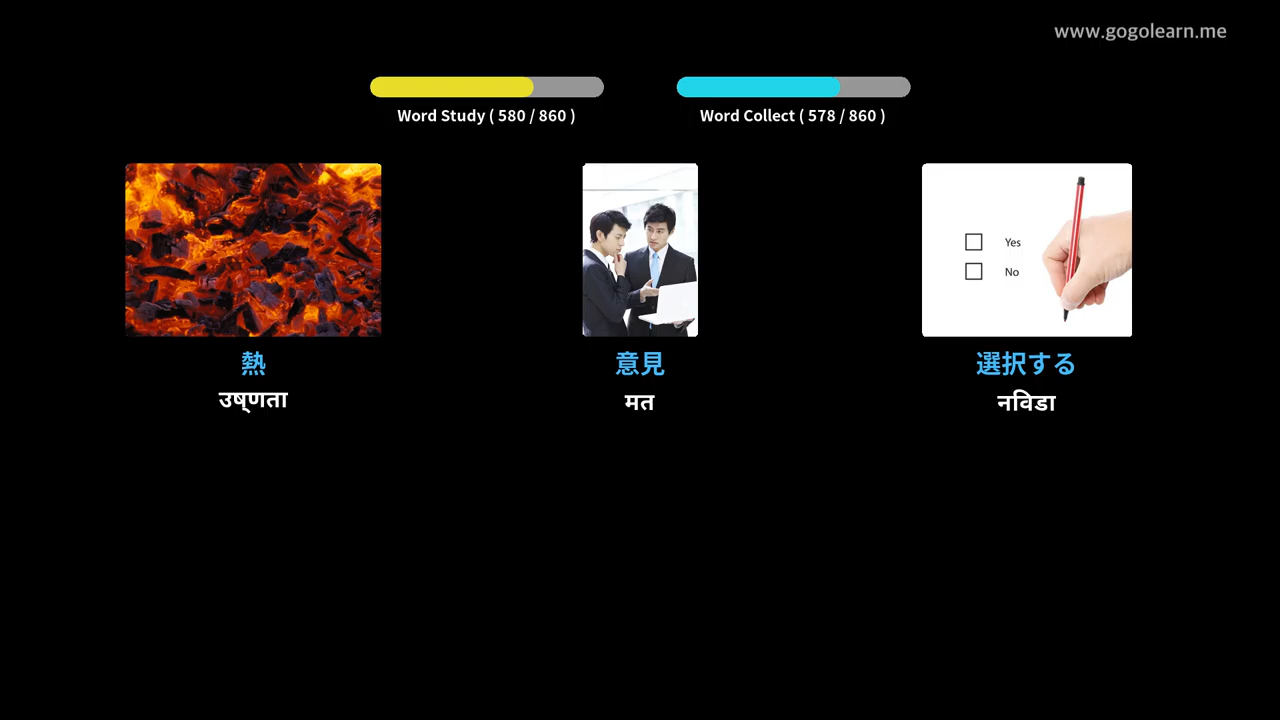 www.gogolearn.me
Word Study ( 580 / 860 )
Word Collect ( 578 / 860 )
Yes
No
熱
意見
選択する
उष्णता
मत
नविडा